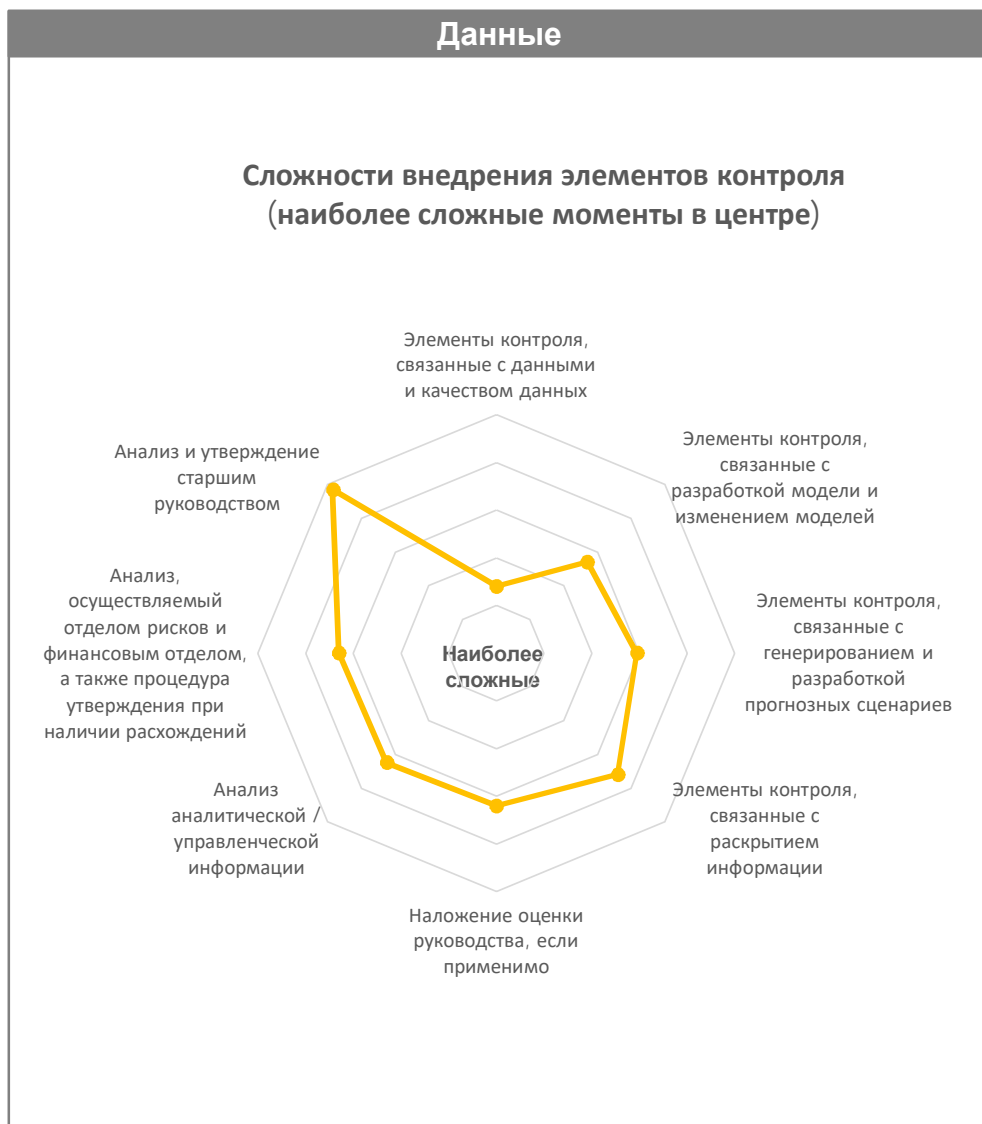 Данные
Сложности внедрения элементов контроля
(наиболее сложные моменты в центре)
Элементы контроля,
связанные с данными
и качеством данных
Элементы контроля,
связанные с
разработкой модели и
изменением моделей
Элементы контроля,
связанные с
генерированием и
разработкой
прогнозных сценариев
Элементы контроля,
связанные с
раскрытием
информации
Наложение оценки
руководства, если
применимо
Анализ
аналитической /
управленческой
информации
Анализ,
осуществляемый
отделом рисков и
финансовым отделом,
а также процедура
утверждения при
наличии расхождений
Анализ и утверждение
старшим
руководством
Наиболее
сложные